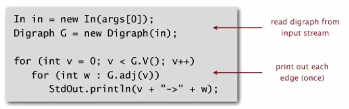 In in = new In(args[0]);
Digraph G = new Digraph(in);
read digraph from
input stream
for (int v = 0; v < G.V(); v++)
for (int w : G.adj(v))
StdOut.println(v + "->" + w);
print out each
edge (once)